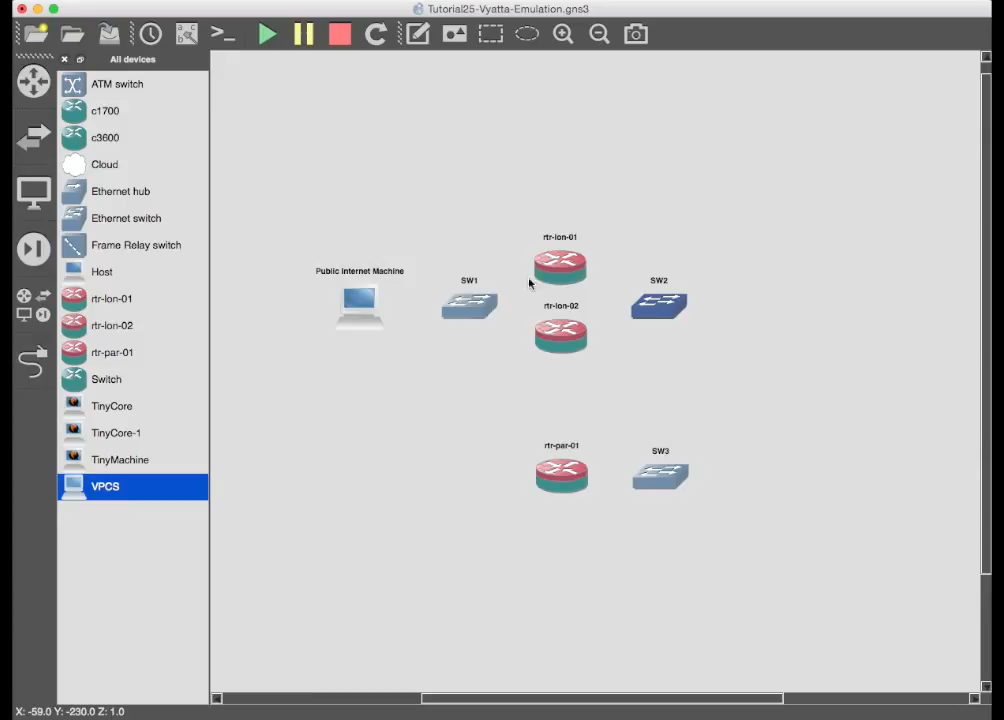 Tutorial25-Vyatta-Emulation.gns3
All devices
ATM switch
c1700
c3600
Cloud
Ethernet hub
Ethernet switch
Frame Relay switch
Host
rtr-lon-01
rtr-lon-02
rtr-par-01
Switch
TinyCore
TinyCore-1
TinyMachine
VPCS
rtr-lon-01
Public Internet Machine
SW1
SW2
rtr-lon-02
rtr-par-01
SW3
X: -59.0 Y: -230.0 Z: 1.0